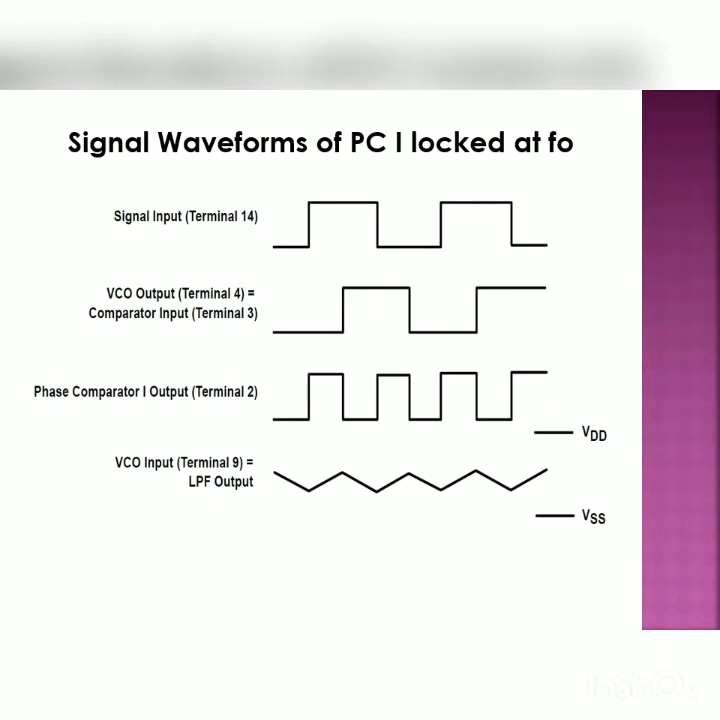 Signal Waveforms of PC I locked at fo
Signal Input (Terminal 14)
VCO Output (Terminal 4) =
Comparator Input (Terminal 3)
Phase Comparator I Output (Terminal 2)
VDD
VCO Input (Terminal 9) =
LPF Output
VSS